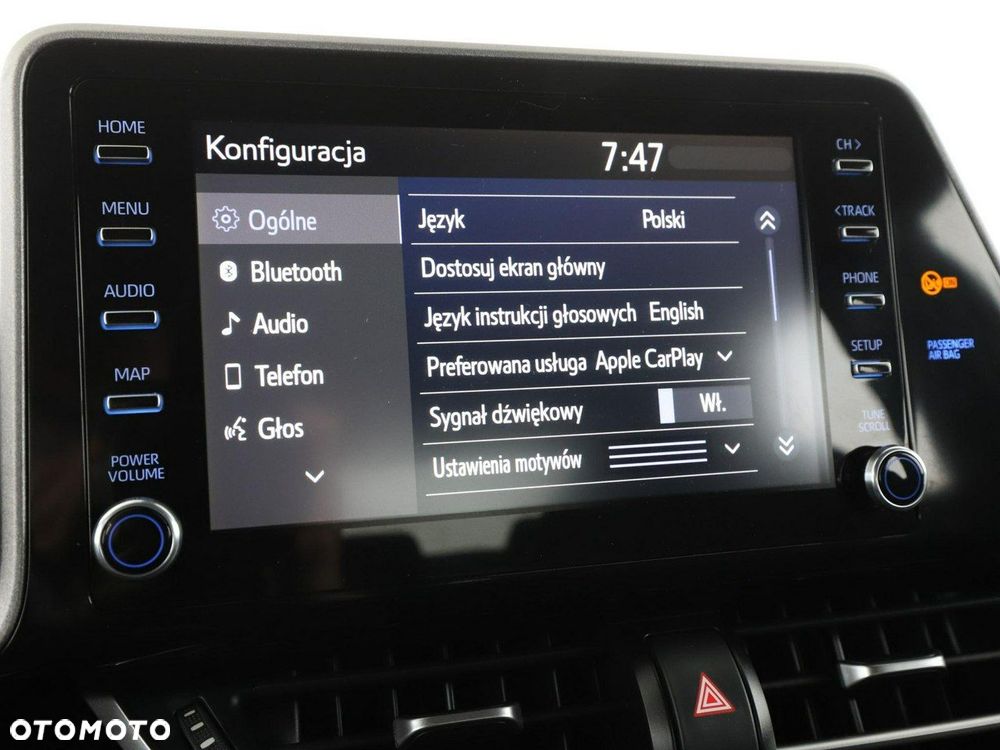 HOME
MENU
AUDIO
MAP
POWER
VOLUME
Konfiguracja 7:47
Ogólne
Bluetooth
Audio
Telefon
Głos
Język Polski
Dostosuj ekran główny
Język instrukcji głosowych English
Preferowana usługa Apple CarPlay
Sygnał dźwiękowy Wł.
Ustawienia motywów
CH >
< TRACK
PHONE
SETUP
TUNE
SCROLL
PASSENGER
AIR BAG
OTOMOTO